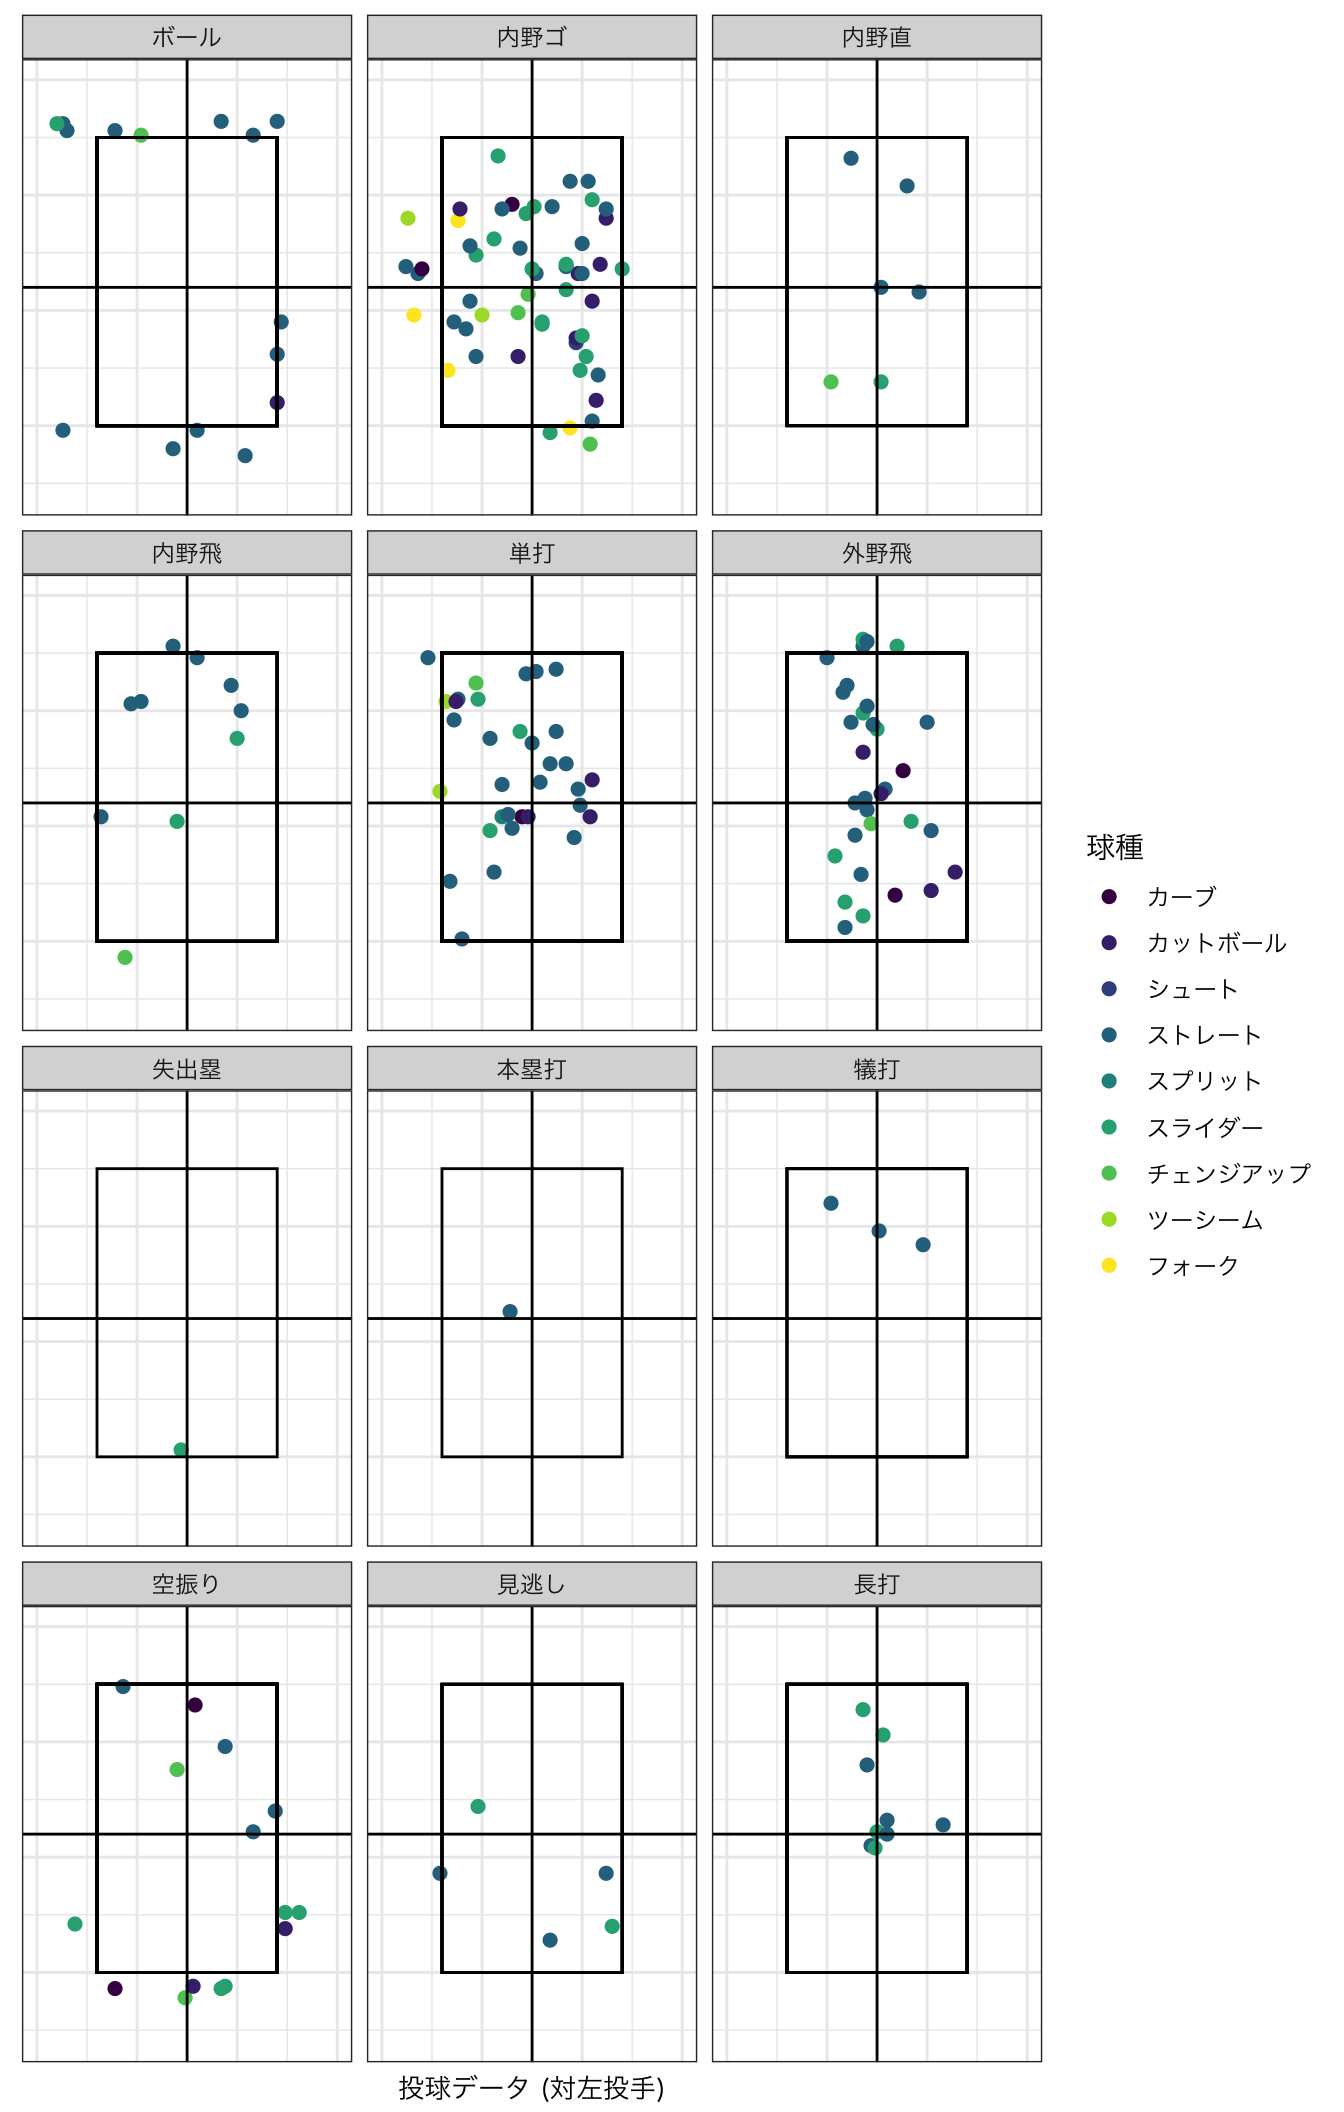 ボール
内野ゴ
内野直
内野飛
単打
外野飛
失出塁
本塁打
犠打
空振り
見逃し
長打
球種
カーブ
カットボール
シュート
ストレート
スプリット
スライダー
チェンジアップ
ツーシーム
フォーク
投球データ (対左投手)